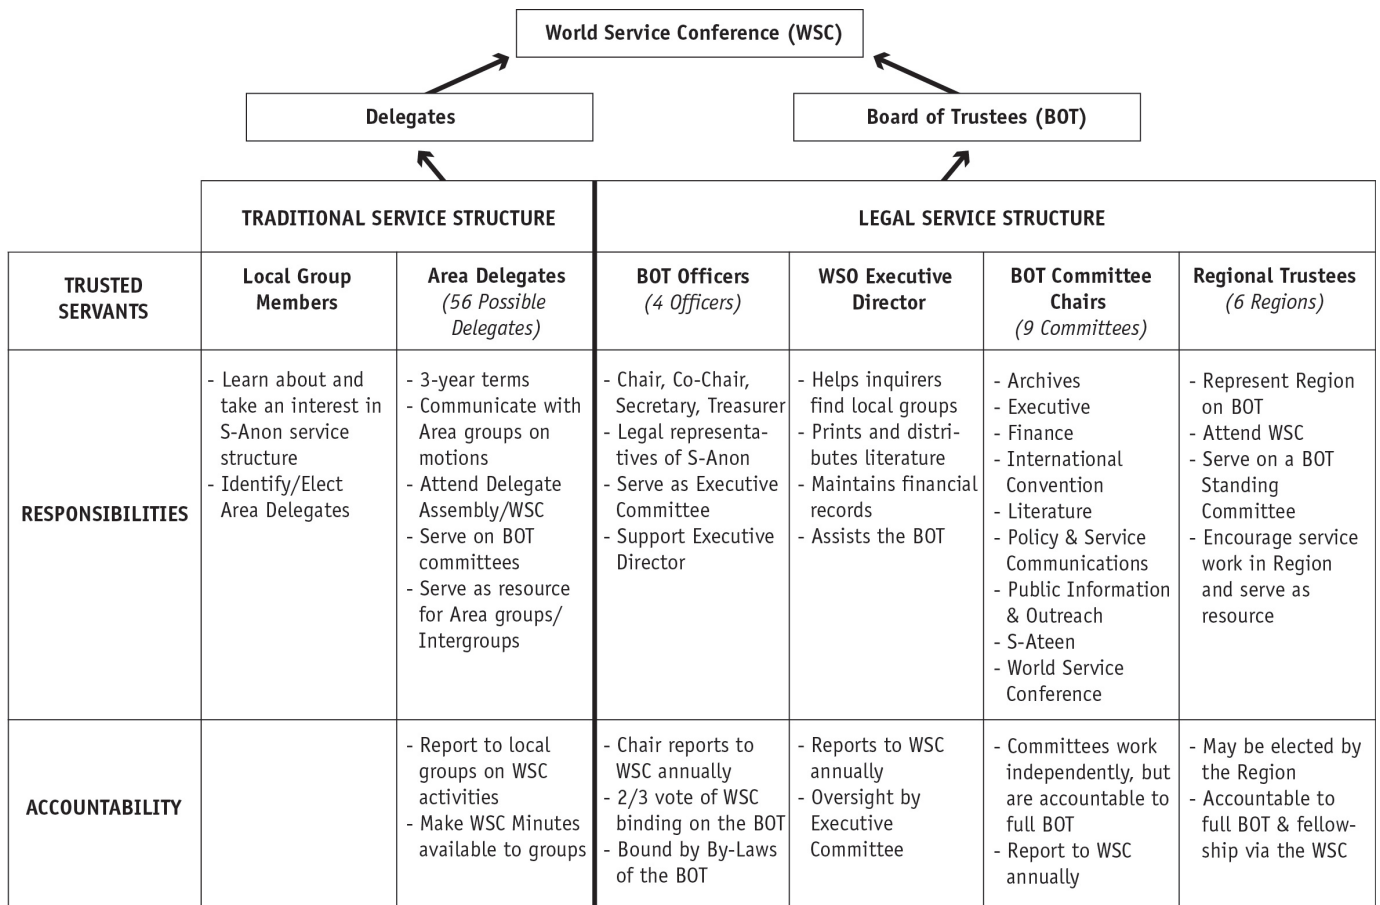 World Service Conference (WSC)
Delegates
Board of Trustees (BOT)
TRADITIONAL SERVICE STRUCTURE
LEGAL SERVICE STRUCTURE
TRUSTED
SERVANTS
Local Group
Members
Area Delegates
(56 Possible
Delegates)
BOT Officers
(4 Officers)
WSO Executive
Director
BOT Committee
Chairs
(9 Committees)
Regional Trustees
(6 Regions)
RESPONSIBILITIES
- Learn about and
take an interest in
S-Anon service
structure
- Identify/Elect
Area Delegates
- 3-year terms
- Communicate with
Area groups on
motions
- Attend Delegate
Assembly/WSC
- Serve on BOT
committees
- Serve as resource
for Area groups/
Intergroups
- Chair, Co-Chair,
Secretary, Treasurer
- Legal representa-
tives of S-Anon
- Serve as Executive
Committee
- Support Executive
Director
- Helps inquirers
find local groups
- Prints and distri-
butes literature
- Maintains financial
records
- Assists the BOT
- Archives
- Executive
- Finance
- International
Convention
- Literature
- Policy & Service
Communications
- Public Information
& Outreach
- S-Ateen
- World Service
Conference
- Represent Region
on BOT
- Attend WSC
- Serve on a BOT
Standing
Committee
- Encourage service
work in Region
and serve as
resource
ACCOUNTABILITY
- Report to local
groups on WSC
activities
- Make WSC Minutes
available to groups
- Chair reports to
WSC annually
- 2/3 vote of WSC
binding on the BOT
- Bound by By-Laws
of the BOT
- Reports to WSC
annually
- Oversight by
Executive
Committee
- Committees work
independently, but
are accountable to
full BOT
- Report to WSC
annually
- May be elected by
the Region
- Accountable to
full BOT & fellow-
ship via the WSC